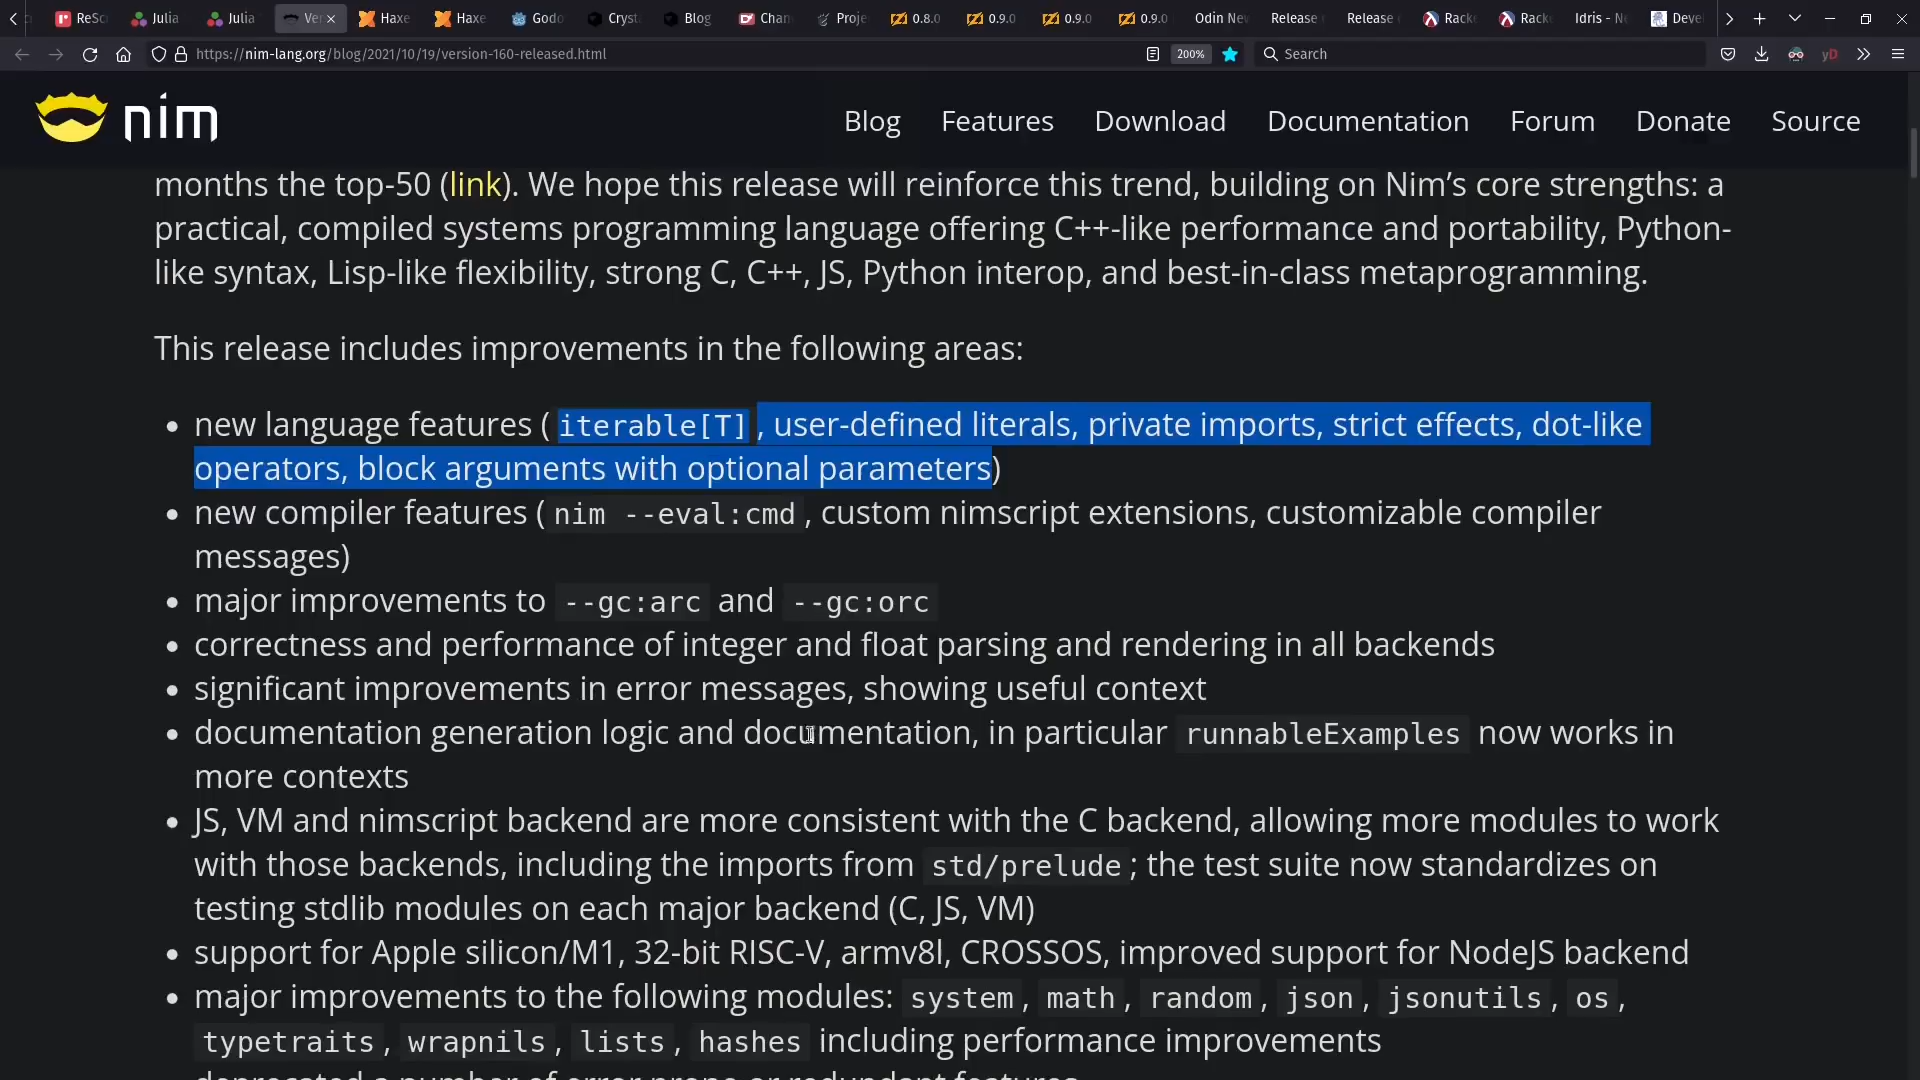 ReSc
Julia
Julia
Ver
Haxe
Haxe
Godo
Cryst
Blog
Chan
Proje
0.8.0
0.9.0
0.9.0
0.9.0
Odin Nev
Release
Release
Rack
Rack
Idris - N
Devel
https://nim-lang.org/blog/2021/10/19/version-160-released.html
200%
Search
yD
nim
Blog Features Download Documentation Forum Donate Source
months the top-50 (link). We hope this release will reinforce this trend, building on Nim’s core strengths: a
practical, compiled systems programming language offering C++-like performance and portability, Python-
like syntax, Lisp-like flexibility, strong C, C++, JS, Python interop, and best-in-class metaprogramming.
This release includes improvements in the following areas:
• new language features ( iterable[T] , user-defined literals, private imports, strict effects, dot-like
operators, block arguments with optional parameters)
• new compiler features ( nim --eval:cmd , custom nimscript extensions, customizable compiler
messages)
• major improvements to --gc:arc and --gc:orc
• correctness and performance of integer and float parsing and rendering in all backends
• significant improvements in error messages, showing useful context
• documentation generation logic and documentation, in particular runnableExamples now works in
more contexts
• JS, VM and nimscript backend are more consistent with the C backend, allowing more modules to work
with those backends, including the imports from std/prelude ; the test suite now standardizes on
testing stdlib modules on each major backend (C, JS, VM)
• support for Apple silicon/M1, 32-bit RISC-V, armv8l, CROSSOS, improved support for NodeJS backend
• major improvements to the following modules: system , math , random , json , jsonutils , os ,
typetraits , wrapnils , lists , hashes including performance improvements
deprecated a number of error prone or redundant features